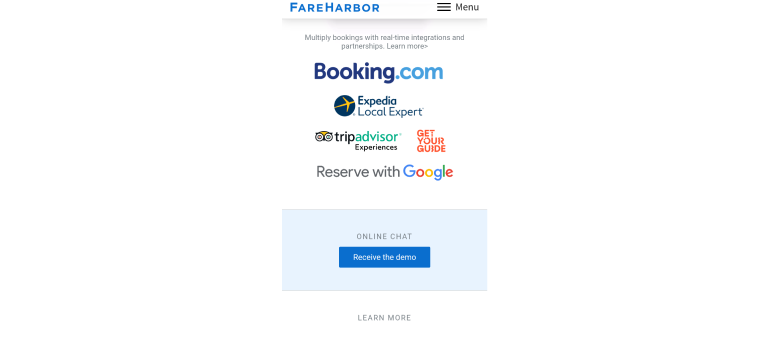 FAREHARBOR
Menu
Multiply bookings with real-time integrations and
partnerships. Learn more>
Booking.com
Expedia
Local Expert
tripadvisor
Experiences
GET
YOUR
GUIDE
Reserve with Google
ONLINE CHAT
Receive the demo
LEARN MORE